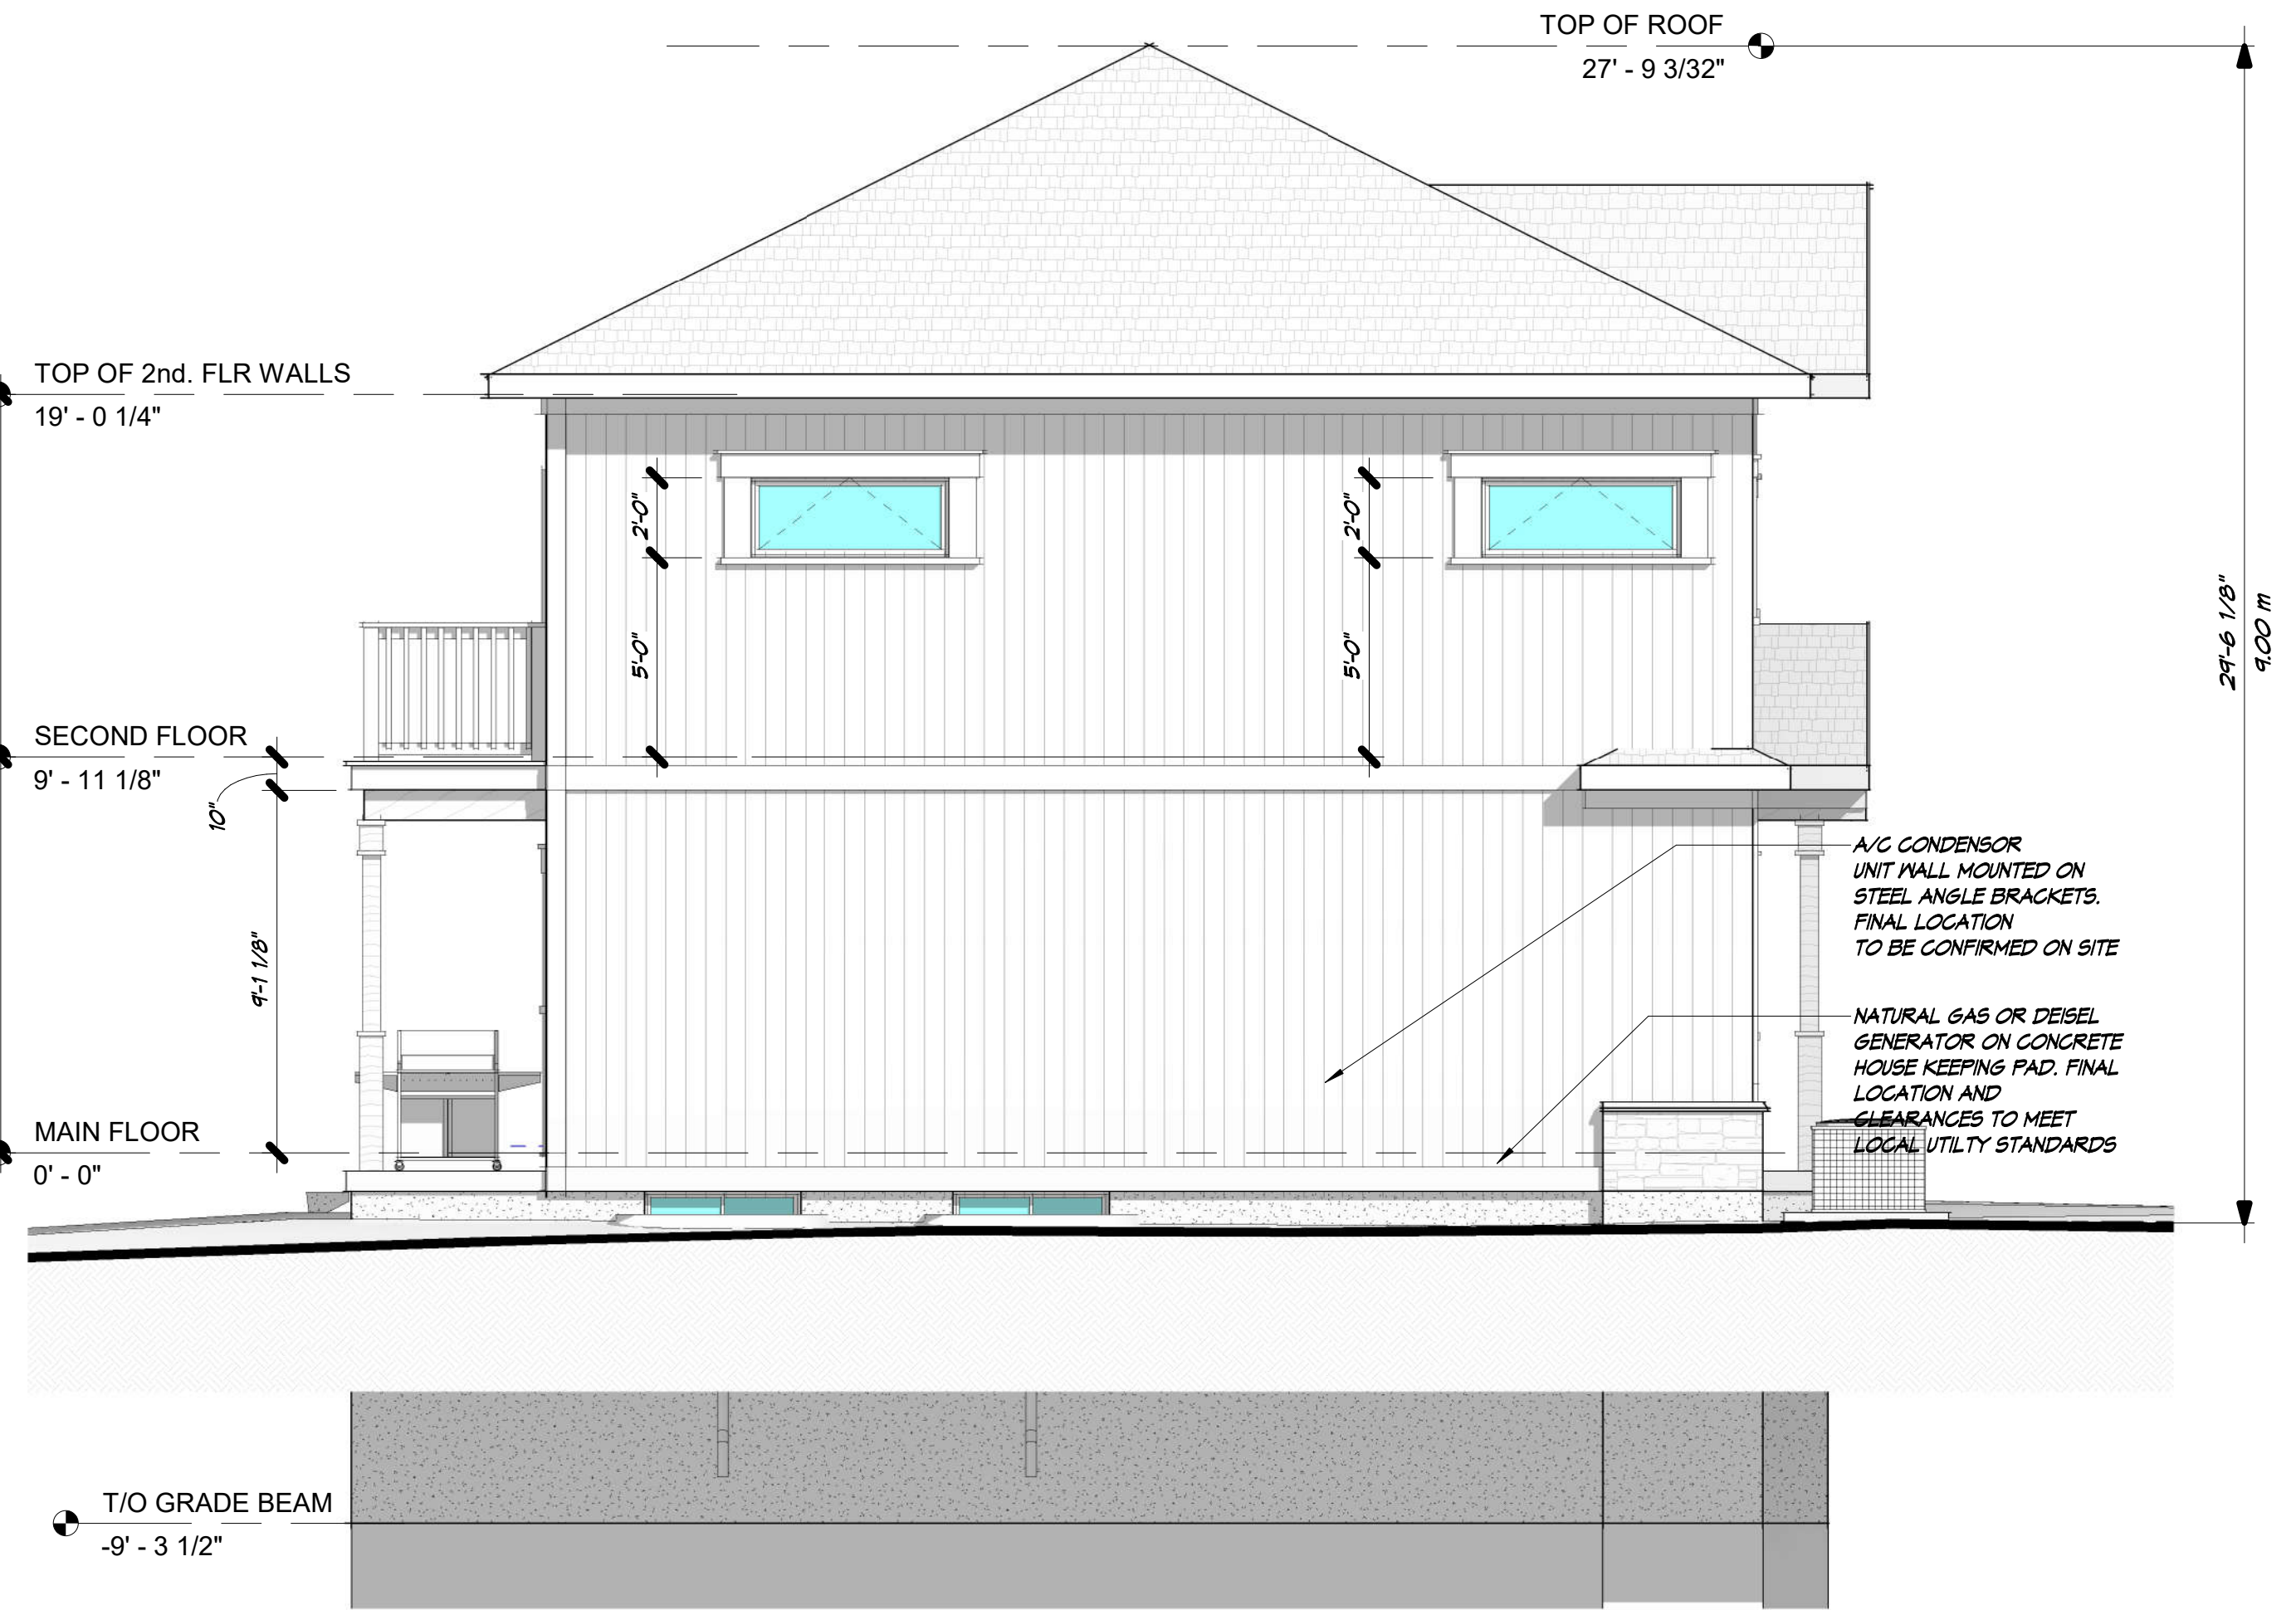 TOP OF ROOF
27' - 9 3/32"
TOP OF 2nd. FLR WALLS
19' - 0 1/4"
2'-0"
2'-0"
5'-0"
5'-0"
29'-6 1/8"
9.00 m
SECOND FLOOR
9' - 11 1/8"
10"
9'-1 1/8"
A/C CONDENSOR
UNIT WALL MOUNTED ON
STEEL ANGLE BRACKETS.
FINAL LOCATION
TO BE CONFIRMED ON SITE
NATURAL GAS OR DEISEL
GENERATOR ON CONCRETE
HOUSE KEEPING PAD. FINAL
LOCATION AND
CLEARANCES TO MEET
LOCAL UTILTY STANDARDS
MAIN FLOOR
0' - 0"
T/O GRADE BEAM
-9' - 3 1/2"